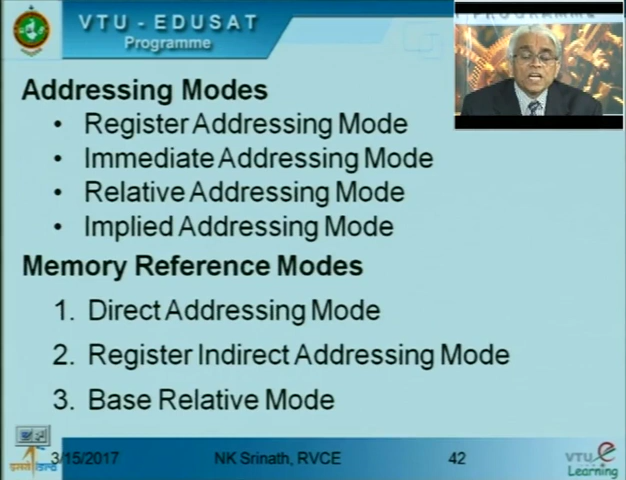 VTU - EDUSAT
Programme
Addressing Modes
• Register Addressing Mode
• Immediate Addressing Mode
• Relative Addressing Mode
• Implied Addressing Mode
Memory Reference Modes
1. Direct Addressing Mode
2. Register Indirect Addressing Mode
3. Base Relative Mode
3/15/2017
NK Srinath, RVCE
42
VTU e
Learning